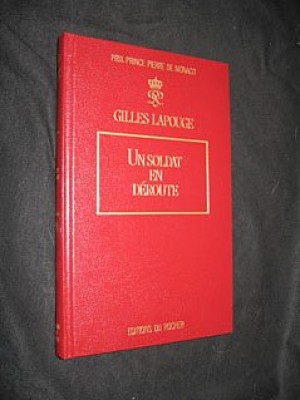 PRIX PRINCE PIERRE DE MONACO
GILLES LAPOUGE
UN SOLDAT
EN
DÉROUTE
EDITIONS DU ROCHER